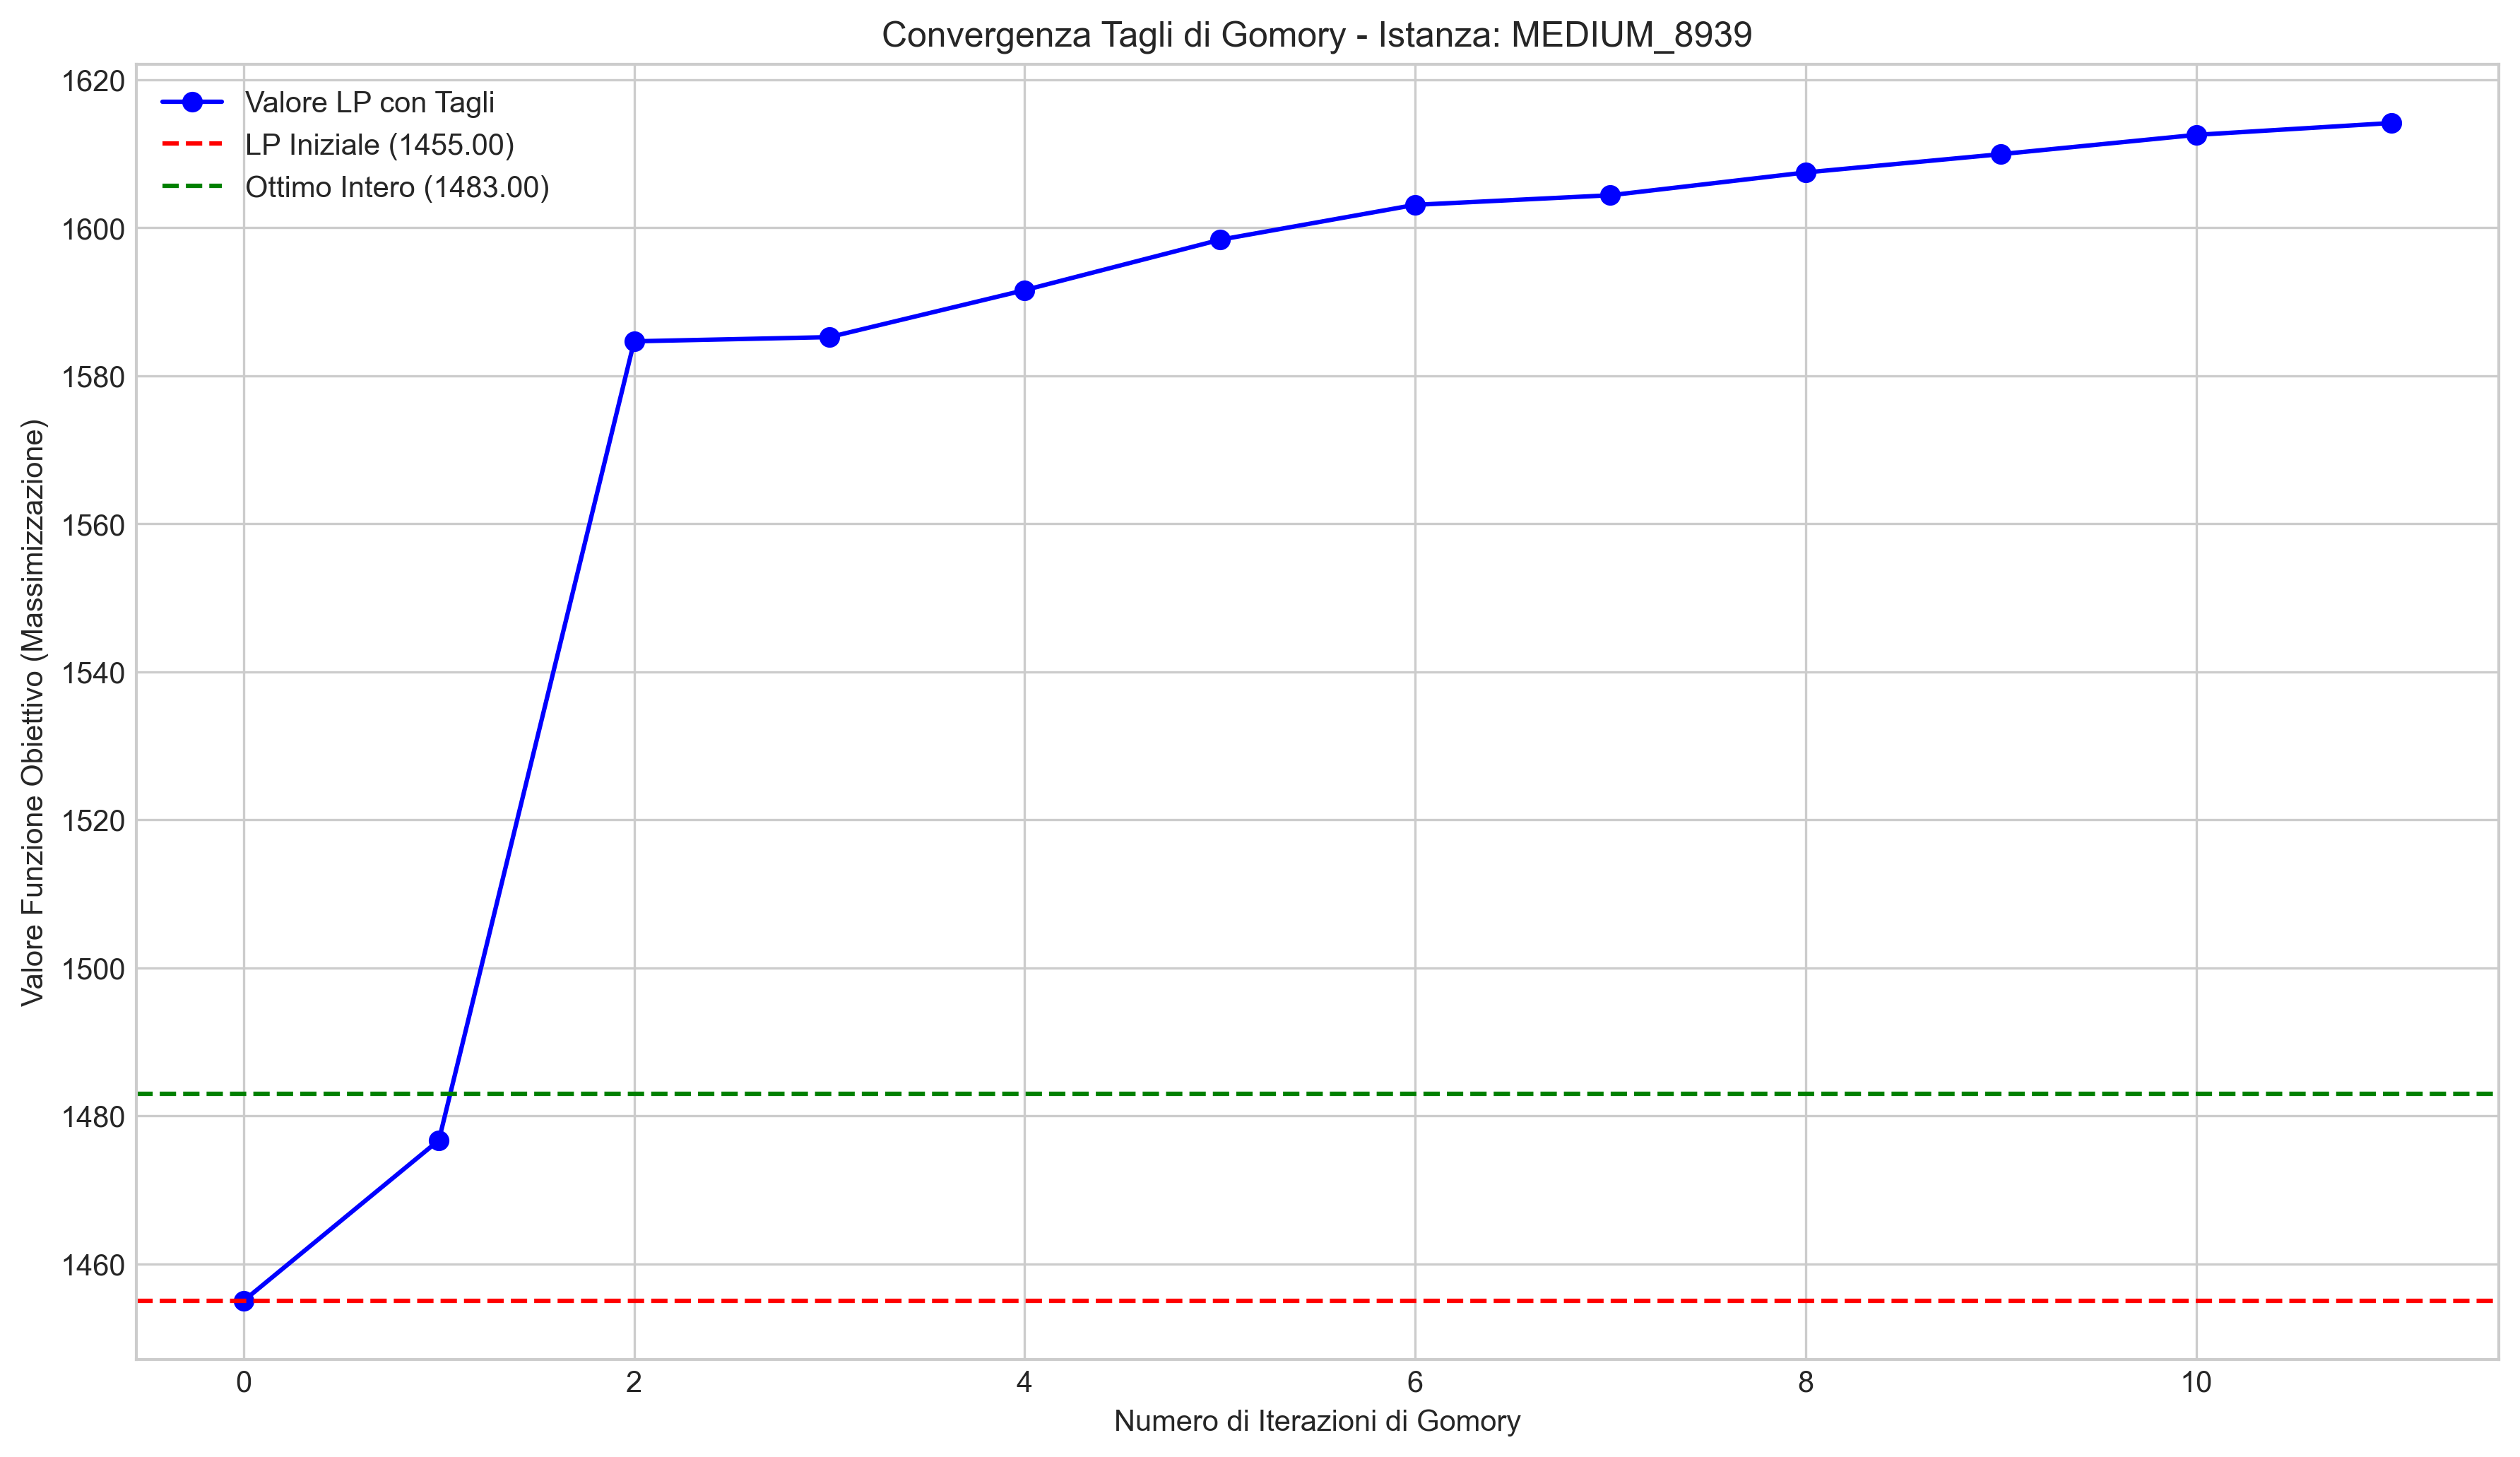 Convergenza Tagli di Gomory - Istanza: MEDIUM_8939
Valore LP con Tagli
LP Iniziale (1455.00)
Ottimo Intero (1483.00)
Valore Funzione Obiettivo (Massimizzazione)
1620
1600
1580
1560
1540
1520
1500
1480
1460
0
2
4
6
8
10
Numero di Iterazioni di Gomory